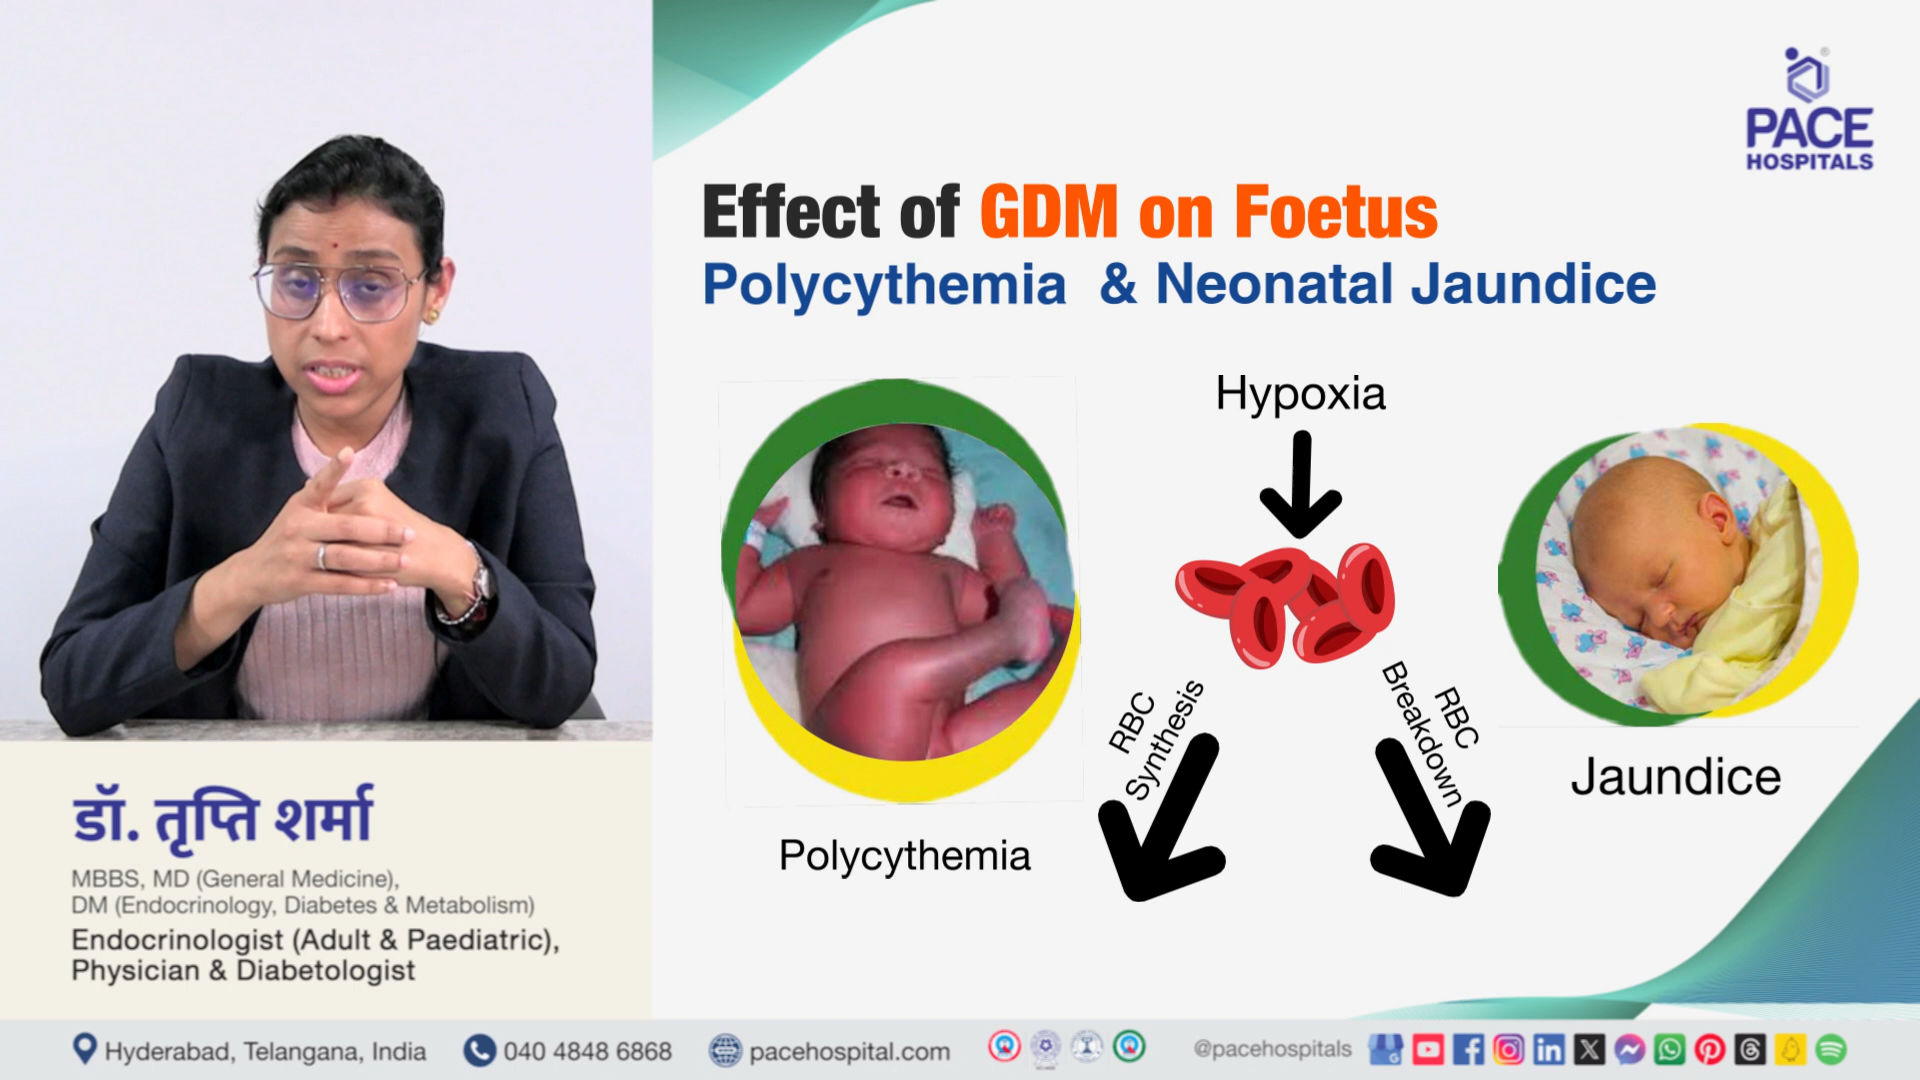 PACE
HOSPITALS
Effect of GDM on Foetus
Polycythemia & Neonatal Jaundice
Hypoxia
RBC
Synthesis
RBC
Breakdown
Polycythemia
Jaundice
डॉ. तृप्ति शर्मा
MBBS, MD (General Medicine),
DM (Endocrinology, Diabetes & Metabolism)
Endocrinologist (Adult & Paediatric),
Physician & Diabetologist
Hyderabad, Telangana, India
040 4848 6868
pacehospital.com
@pacehospitals